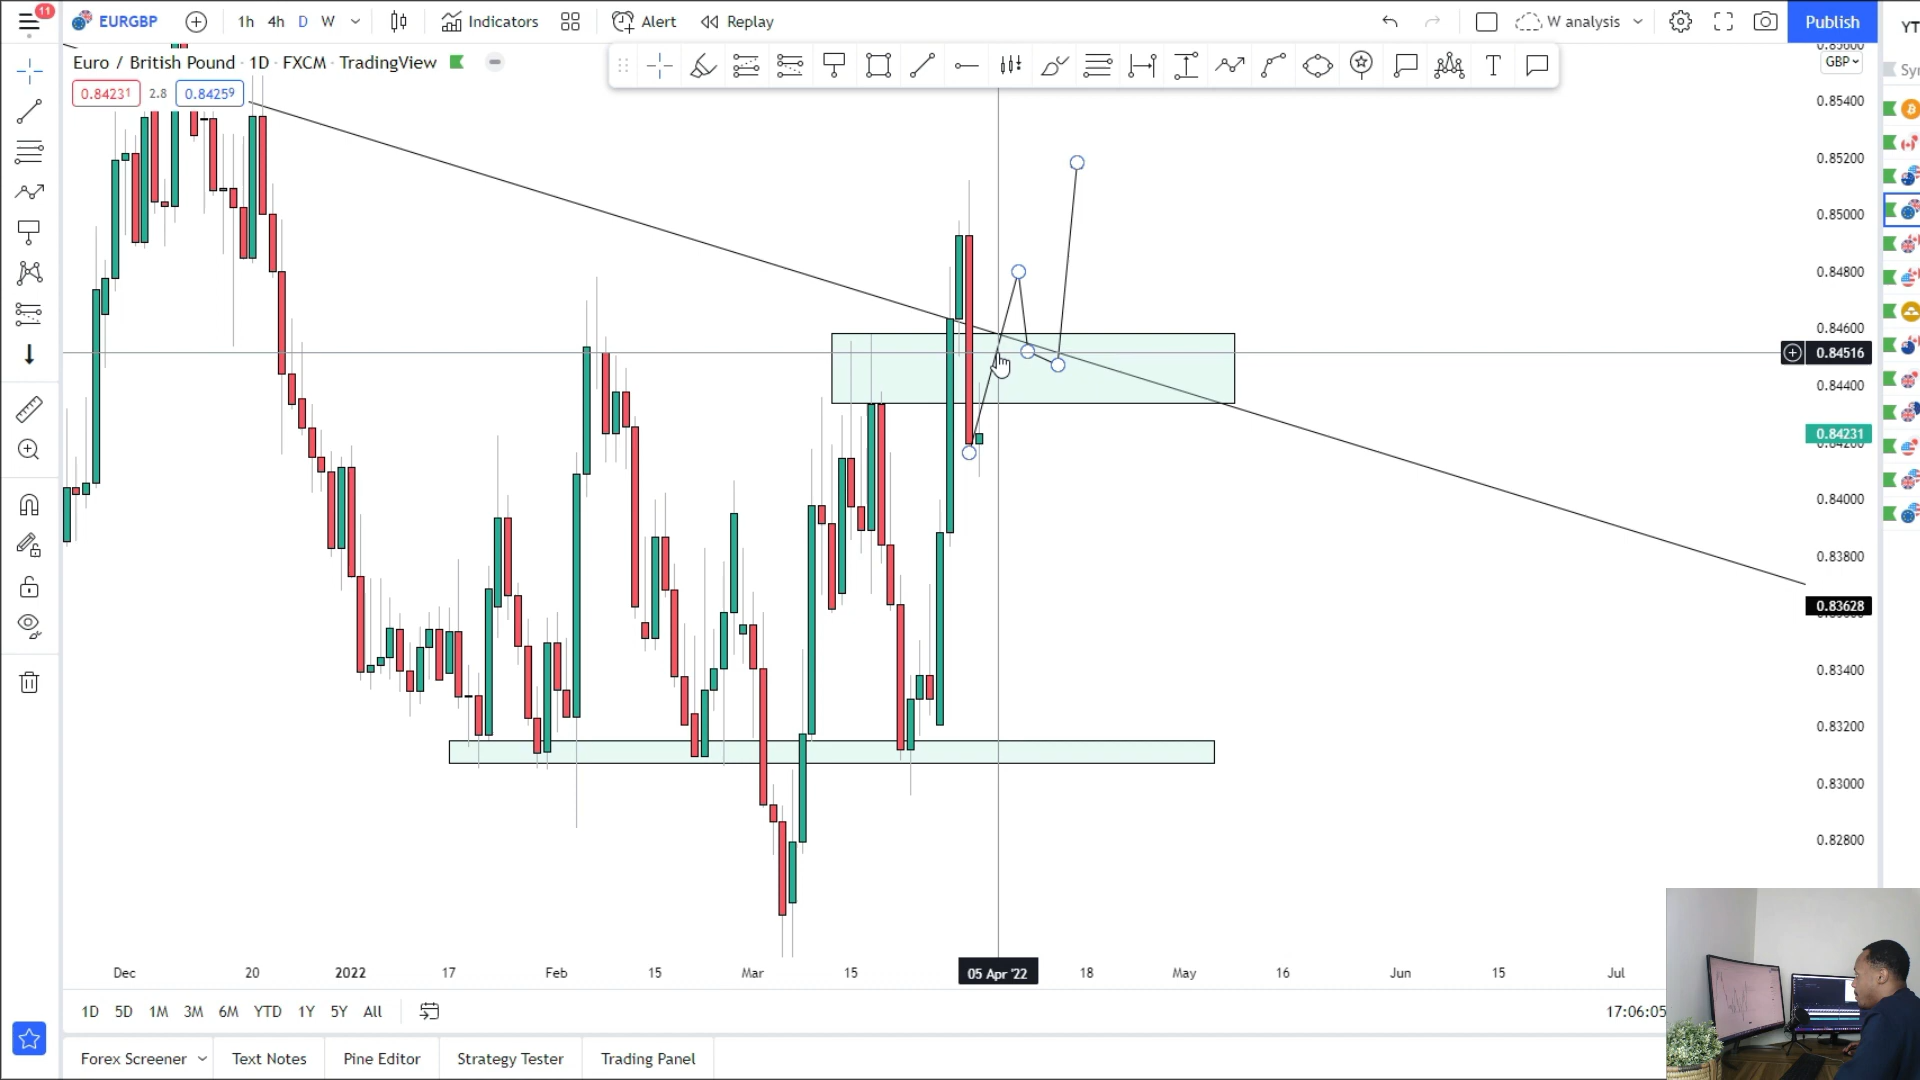 11
EURGBP
1h 4h D W
Indicators
Alert
Replay
W analysis
Publish
YT
Euro / British Pound · 1D · FXCM · TradingView
0.84231 2.8 0.84259
GBP
0.85400
0.85200
0.85000
0.84800
0.84600
0.84516
0.84400
0.84231
0.84000
0.83800
0.83628
0.83400
0.83200
0.83000
0.82800
Dec 20 2022 17 Feb 15 Mar 15 05 Apr '22 18 May 16 Jun 15 Jul
1D 5D 1M 3M 6M YTD 1Y 5Y All
17:06:05
Forex Screener Text Notes Pine Editor Strategy Tester Trading Panel